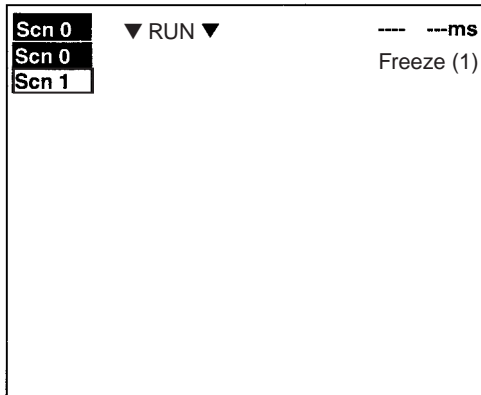 Scn 0 ▼ RUN ▼ ---- ---ms
Scn 0 Freeze (1)
Scn 1